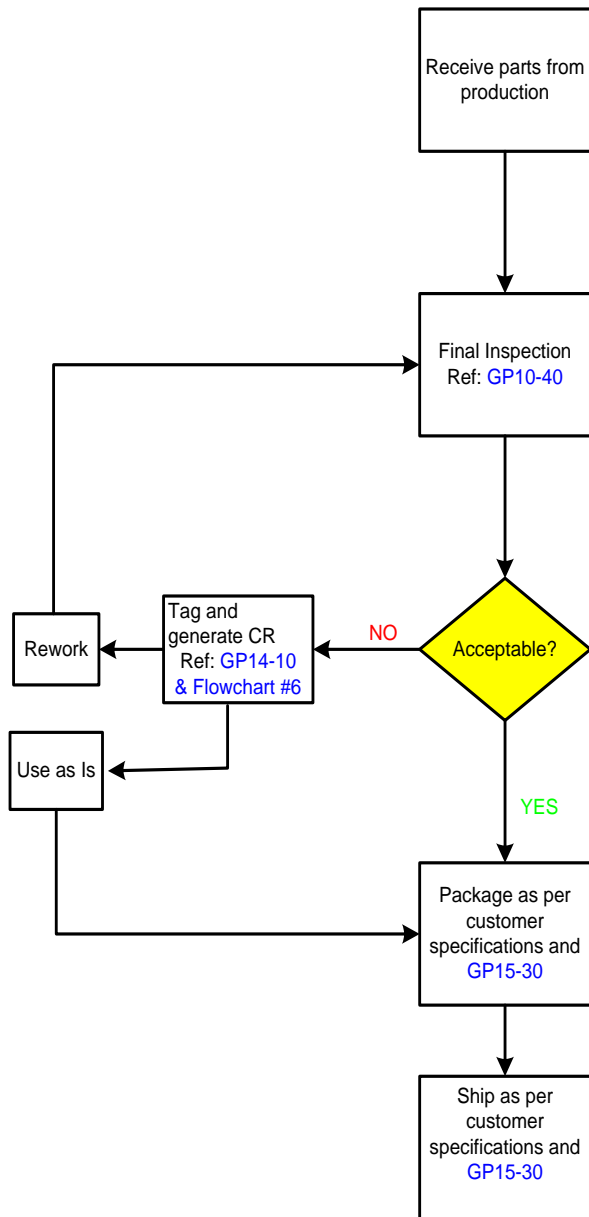 Receive parts from
production
Final Inspection
Ref: GP10-40
Acceptable?
NO
Tag and
generate CR
Ref: GP14-10
& Flowchart #6
Rework
Use as Is
YES
Package as per
customer
specifications and
GP15-30
Ship as per
customer
specifications and
GP15-30